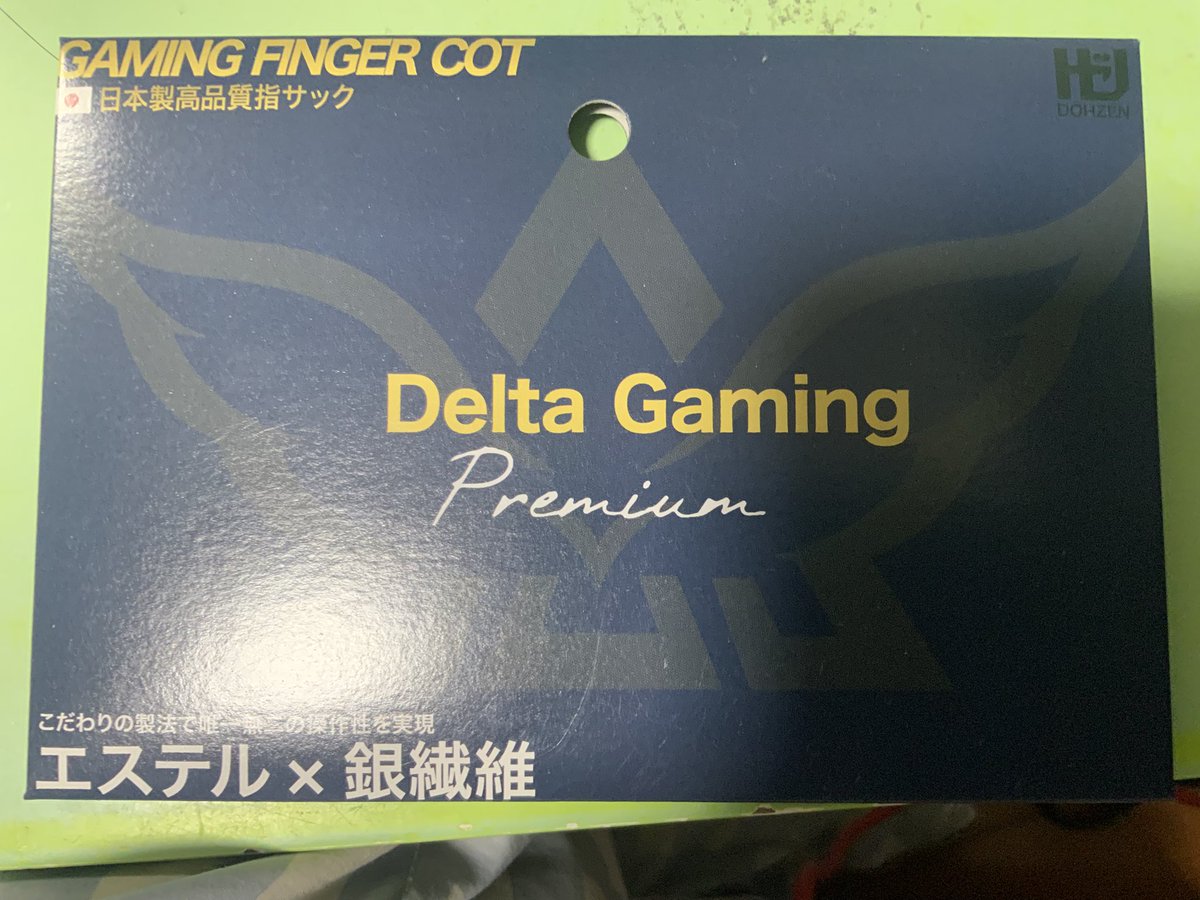 GAMING FINGER COT
日本製高品質指サック
DOHZEN
Delta Gaming
Premium
こだわりの製法で唯一無二の操作性を実現
エステル×銀繊維